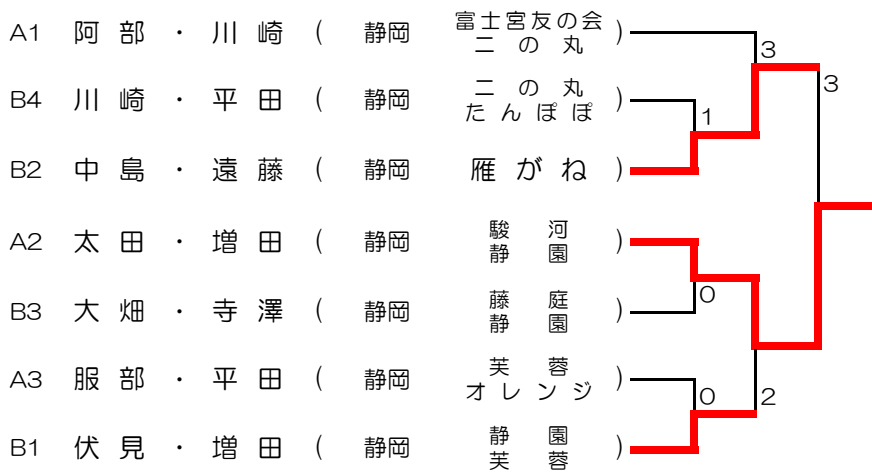 A1 阿部・川崎 ( 静岡 富士宮友の会 二の丸 ) 3
B4 川崎・平田 ( 静岡 二の丸 たんぽぽ ) 1 3
B2 中島・遠藤 ( 静岡 雁がね )
A2 太田・増田 ( 静岡 駿河 静園 )
B3 大畑・寺澤 ( 静岡 藤庭 静園 ) 0
A3 服部・平田 ( 静岡 芙蓉 オレンジ ) 0 2
B1 伏見・増田 ( 静岡 静園 芙蓉 )